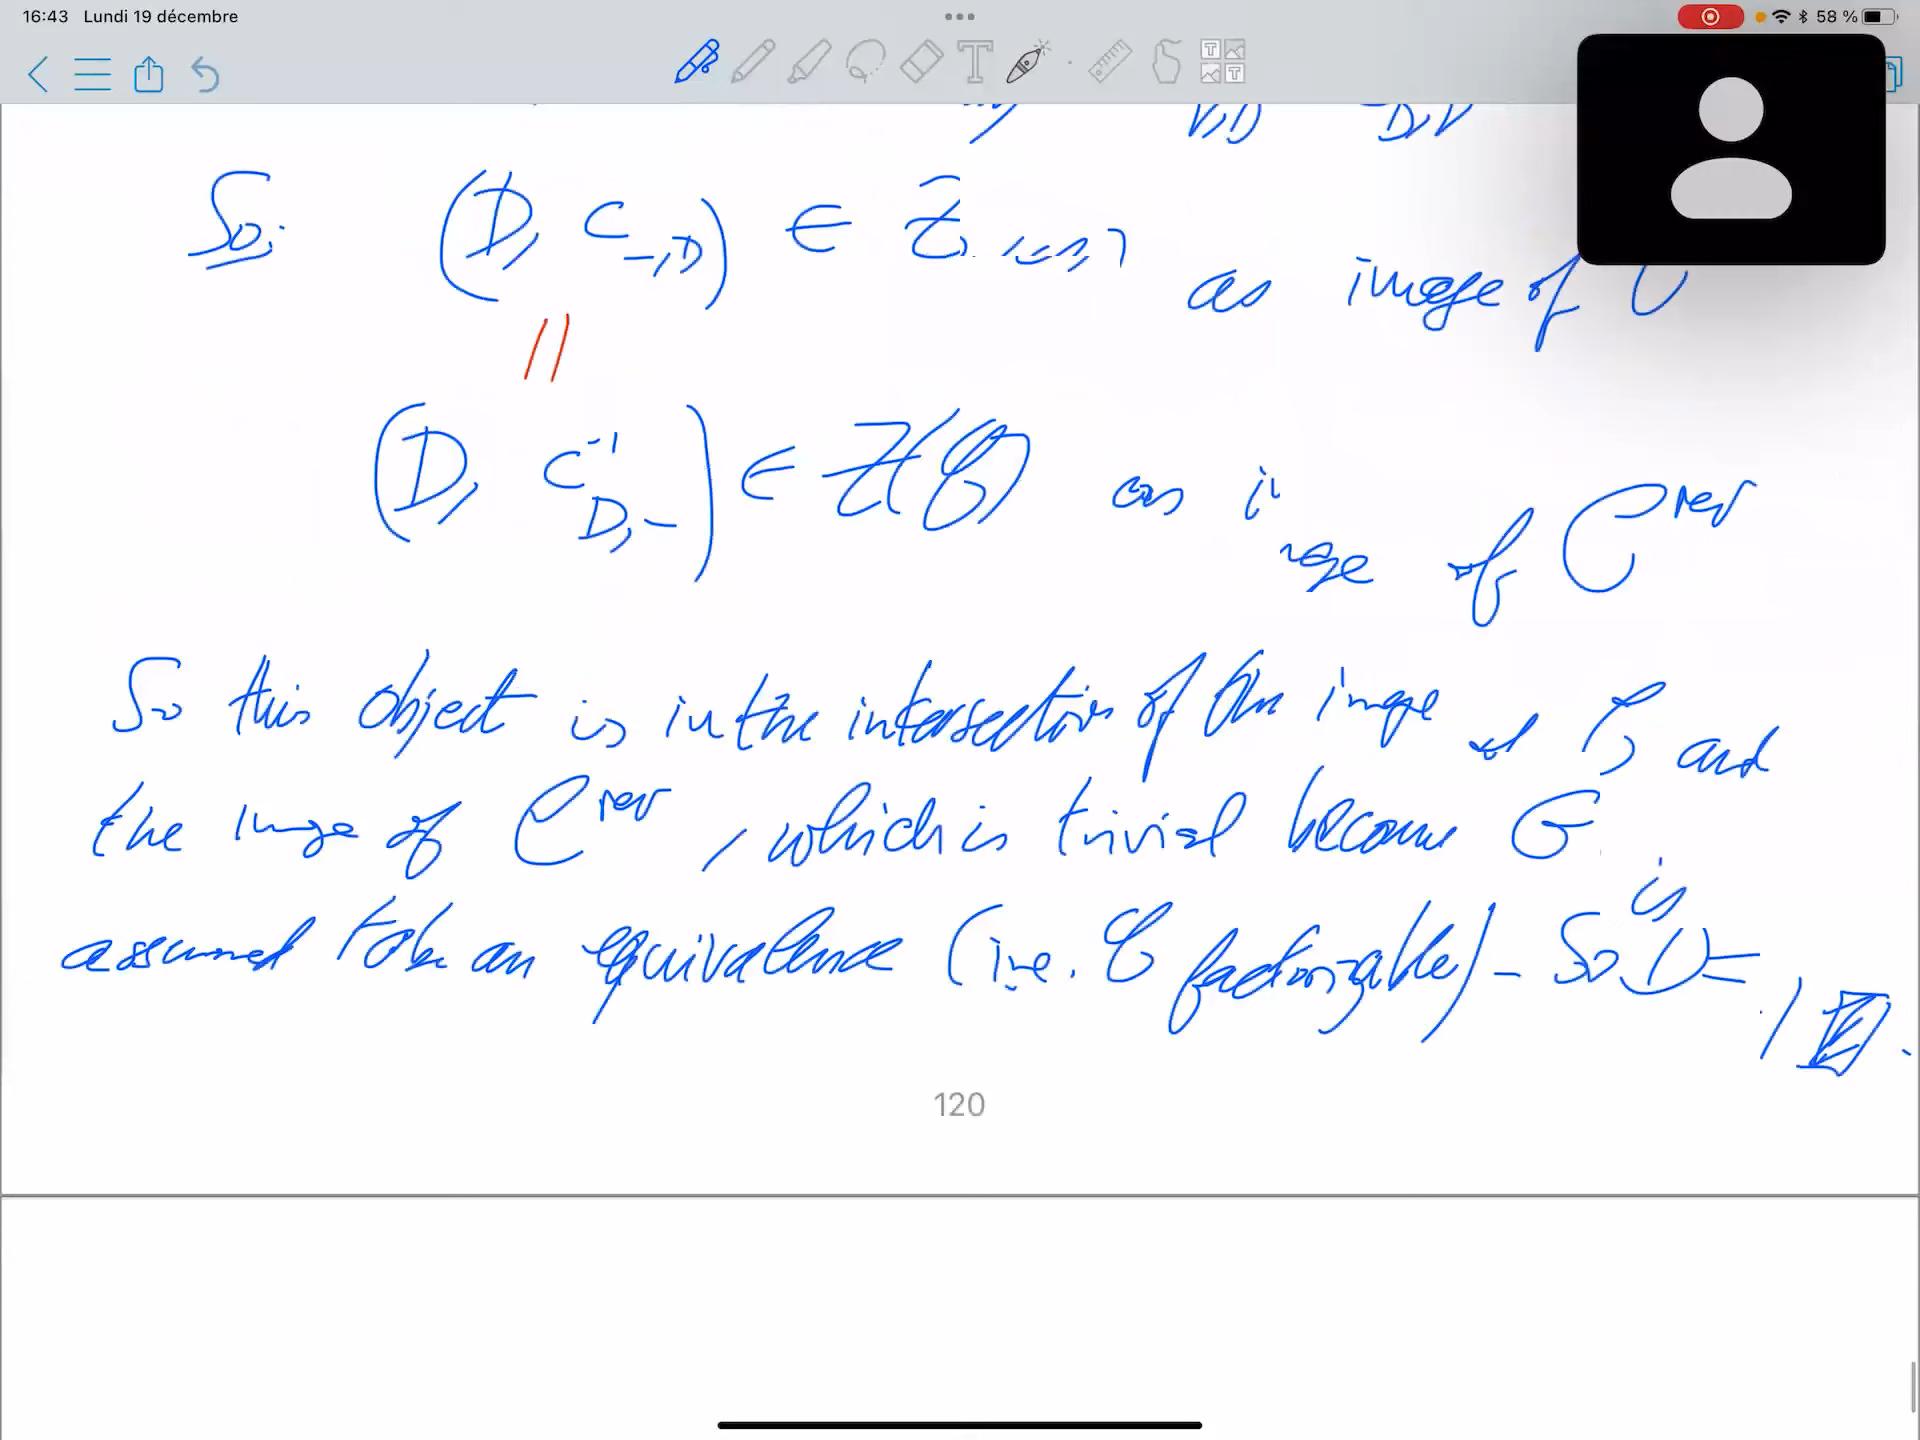 16:43 Lundi 19 décembre
58 %
V,D D,V
So: (D, c_{-,D}) ∈ Z
as image of
||
(D, c^{-1}_{D,-}) ∈ Z(𝒞) as image of 𝒞^{rev}
So this object is in the intersection of the image of 𝒞, and
the image of 𝒞^{rev}, which is trivial because G is
assumed to be an equivalence (i.e. 𝒞 factorizable) - So D = 1
120